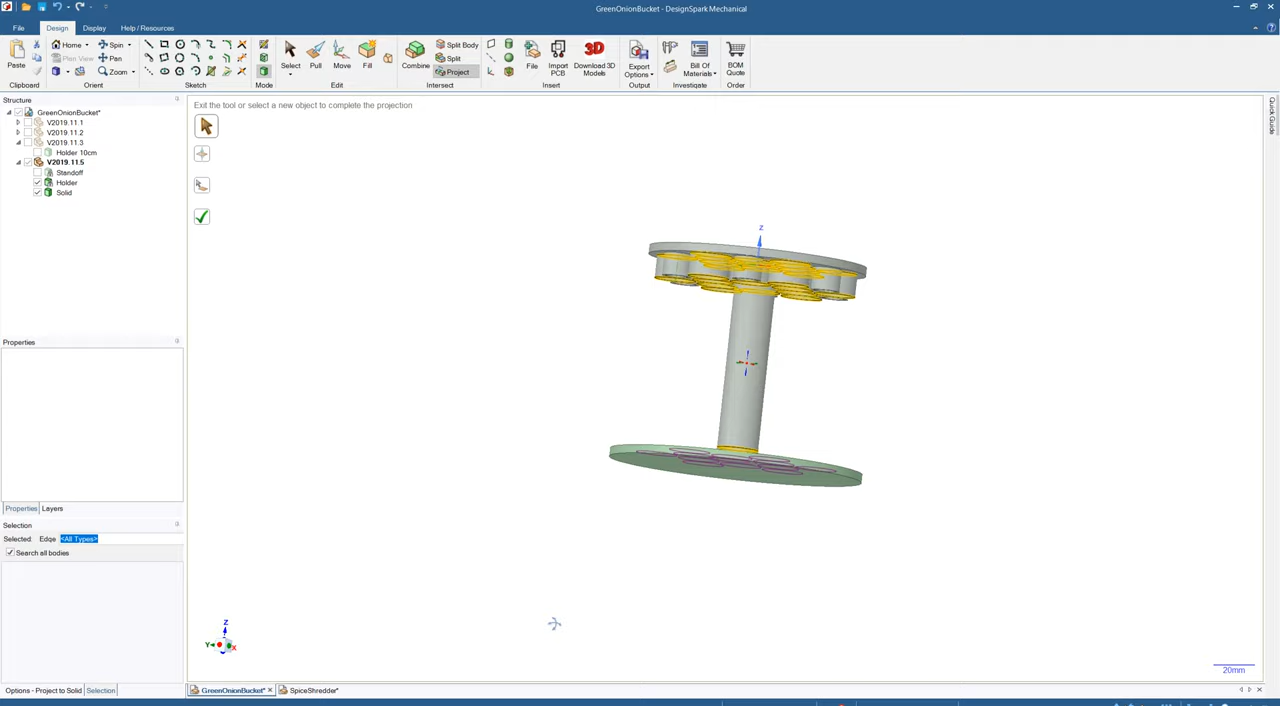 GreenOnionBucket - DesignSpark Mechanical
File Design Display Help / Resources
Home Spin
Plan View Pan
Zoom
Paste
Select Pull Move Fill
Combine
Split Body
Split
Project
File Import PCB Download 3D Models
3D
Export Options
Bill Of Materials
BOM Quote
Clipboard Orient Sketch Mode Edit Intersect Insert Output Investigate Order
Structure
GreenOnionBucket*
V2019.11.1
V2019.11.2
V2019.11.3
Holder 10cm
V2019.11.5
Standoff
Holder
Solid
Exit the tool or select a new object to complete the projection
Quick Guide
Z
Properties
Properties Layers
Selection
Selected: Edge <All Types>
Search all bodies
Z
Y
X
20mm
Options - Project to Solid Selection
GreenOnionBucket* SpiceShredder*